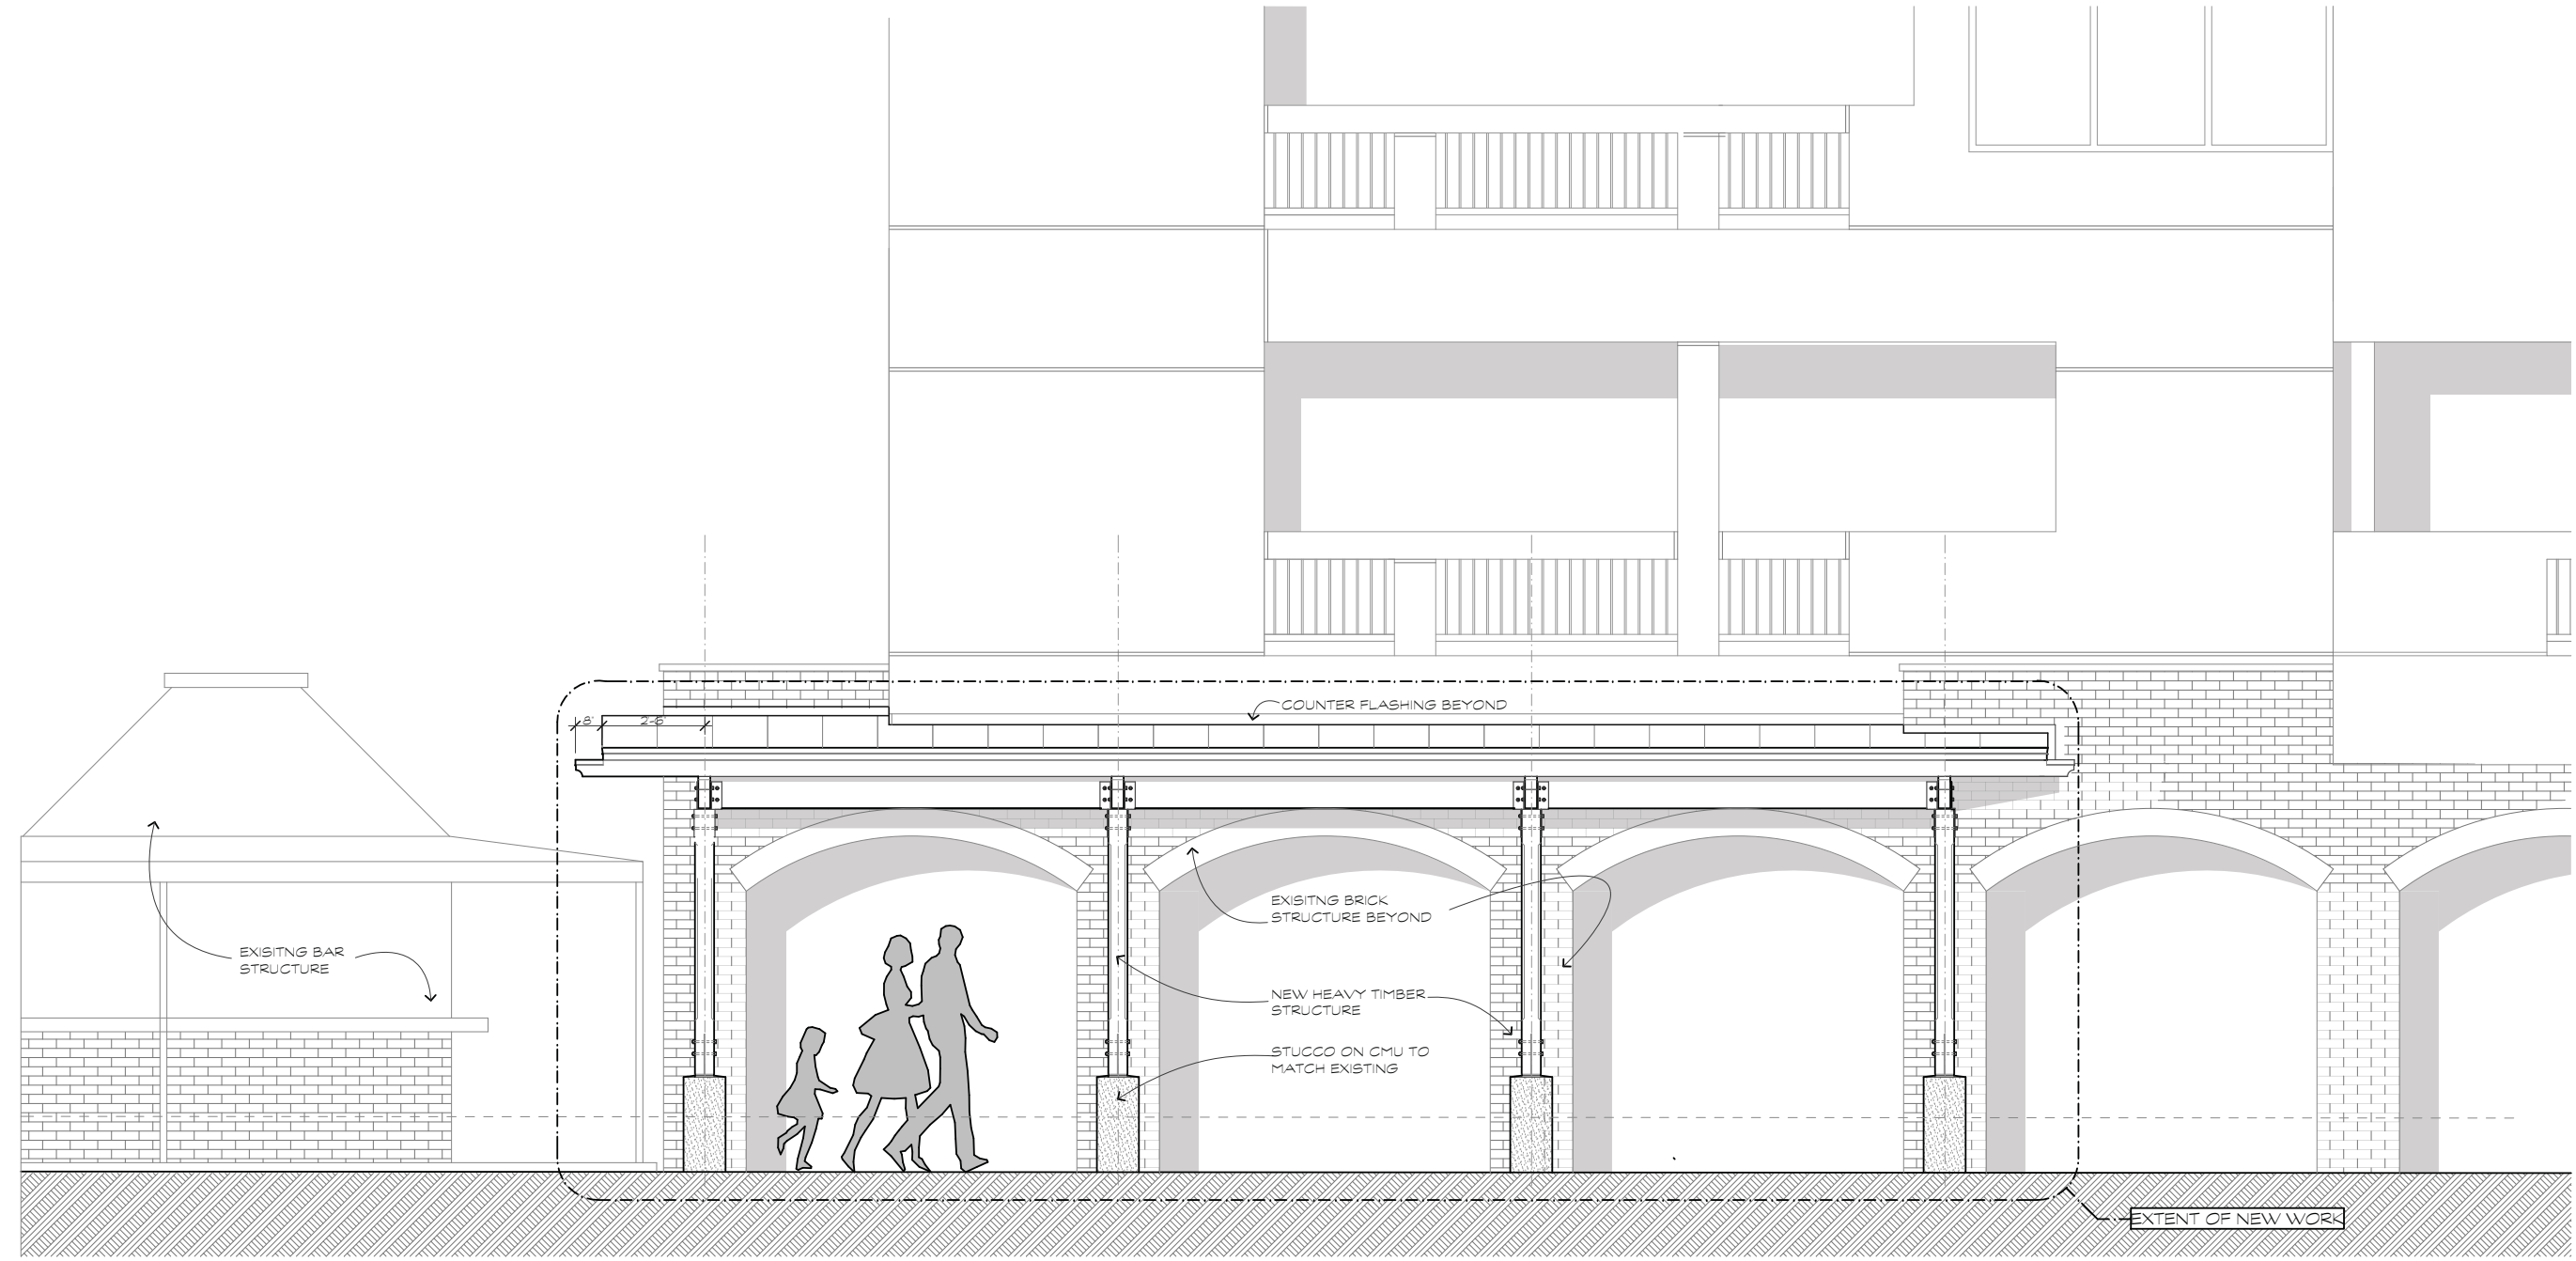 8"
2'-6"
COUNTER FLASHING BEYOND
EXISITNG BRICK
STRUCTURE BEYOND
EXISITNG BAR
STRUCTURE
NEW HEAVY TIMBER
STRUCTURE
STUCCO ON CMU TO
MATCH EXISTING
EXTENT OF NEW WORK